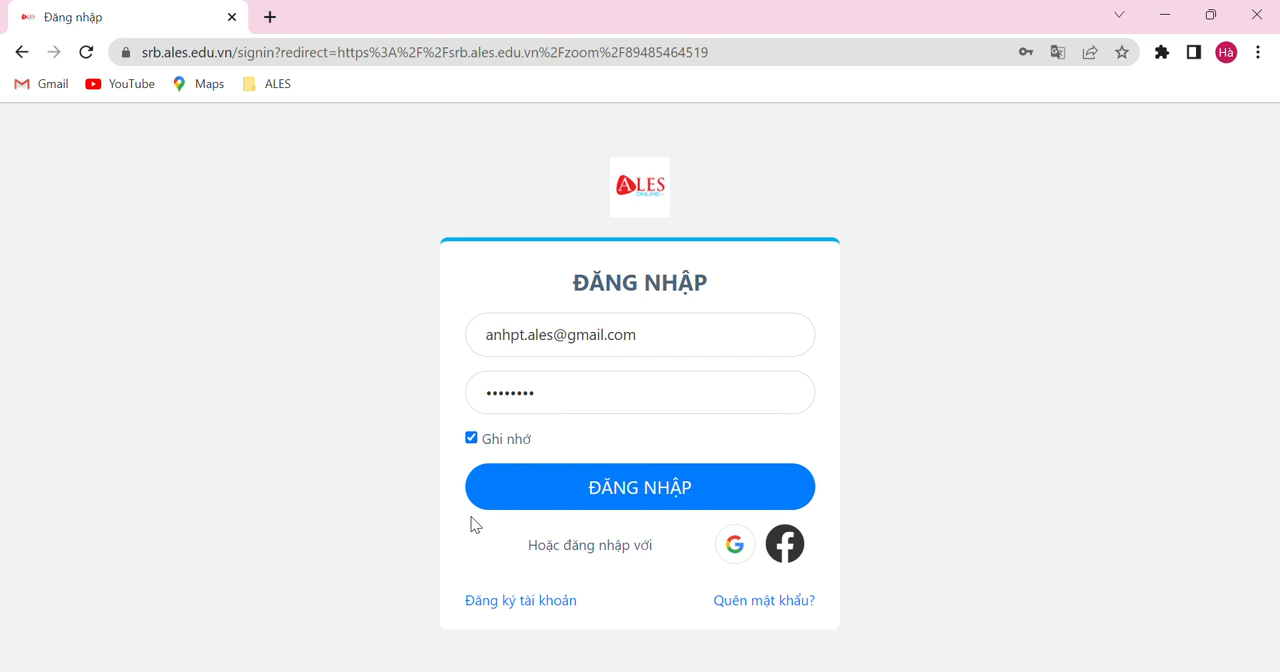 Đăng nhập
srb.ales.edu.vn/signin?redirect=https%3A%2F%2Fsrb.ales.edu.vn%2Fzoom%2F89485464519
Hà
Gmail YouTube Maps ALES
ALES
ONLINE
ĐĂNG NHẬP
anhpt.ales@gmail.com
••••••••
Ghi nhớ
ĐĂNG NHẬP
Hoặc đăng nhập với
Đăng ký tài khoản Quên mật khẩu?